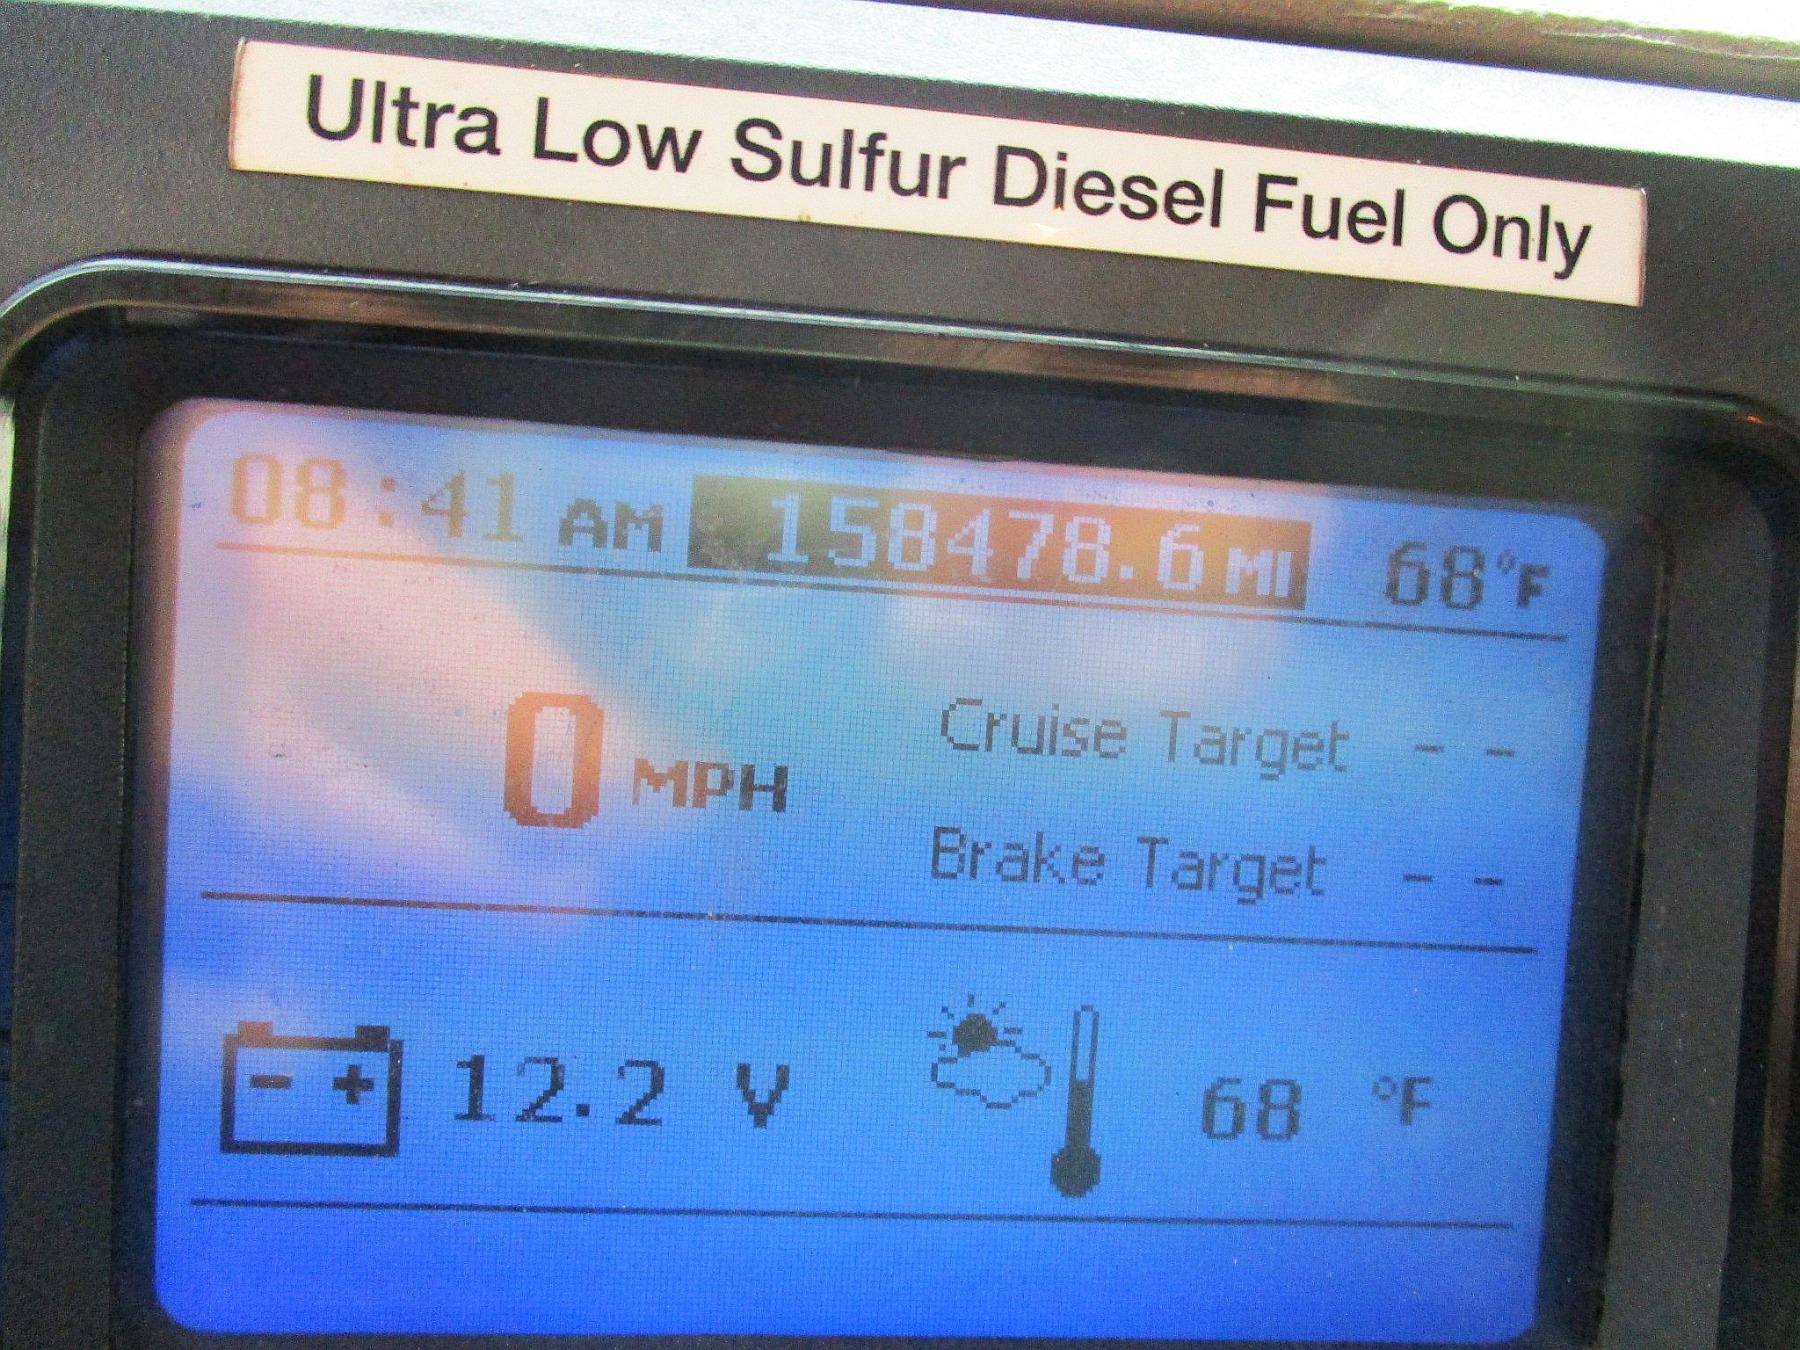 Ultra Low Sulfur Diesel Fuel Only
08:41 AM 158478.6 MI 68°F
0 MPH
Cruise Target - -
Brake Target - -
- + 12.2 V 68 °F